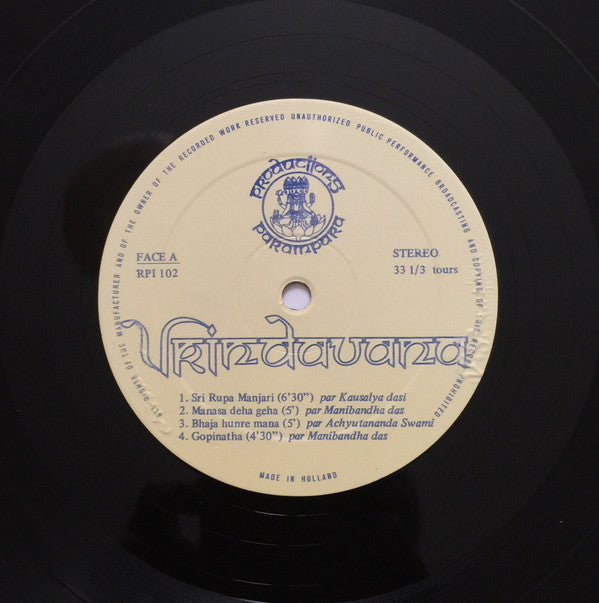 ALL RIGHTS OF THE MANUFACTURER AND OF THE OWNER OF THE RECORDED WORK RESERVED UNAUTHORIZED PUBLIC PERFORMANCE BROADCASTING AND COPYING OF THIS RECORD PROHIBITED
PRODUCTIONS
PARAMPARA
FACE A
RPI 102
STEREO
33 1/3 tours
Vrindavana
1. Sri Rupa Manjari (6'30") par Kausalya dasi
2. Manasa deha geha (5') par Manibandha das
3. Bhaja hunre mana (5') par Achyutananda Swami
4. Gopinatha (4'30") par Manibandha das
MADE IN HOLLAND